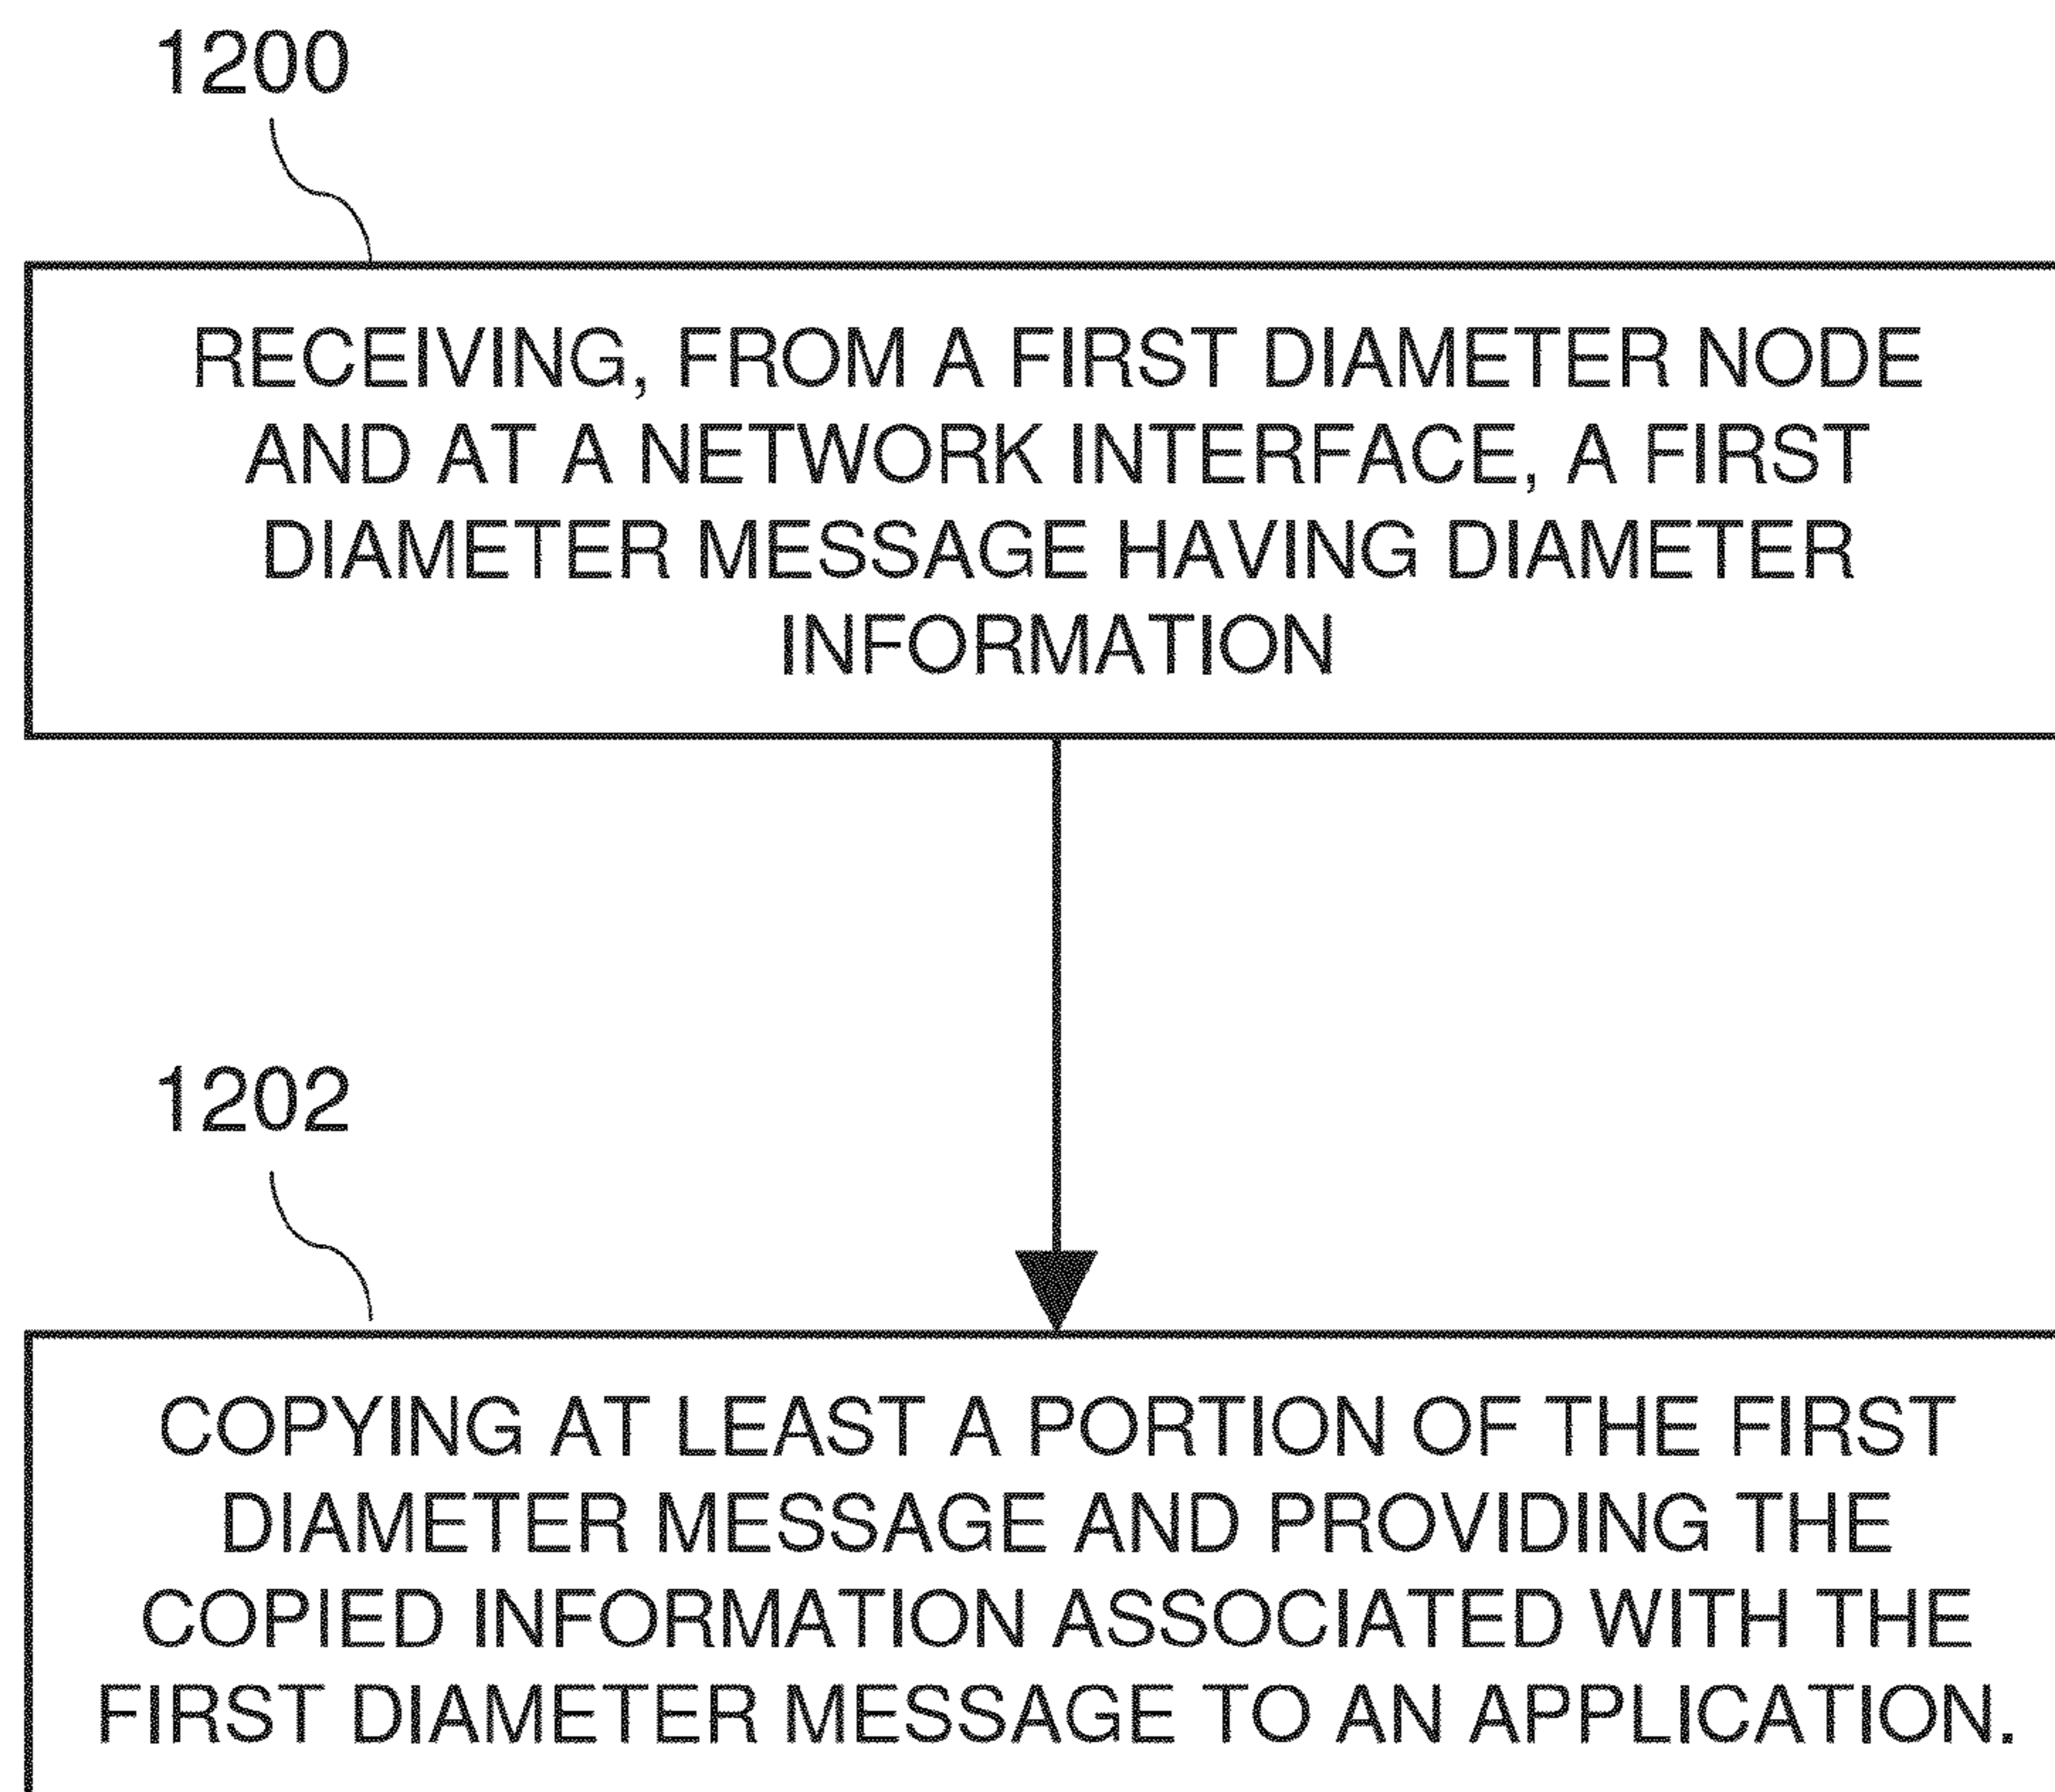 1200
RECEIVING, FROM A FIRST DIAMETER NODE
AND AT A NETWORK INTERFACE, A FIRST
DIAMETER MESSAGE HAVING DIAMETER
INFORMATION
1202
COPYING AT LEAST A PORTION OF THE FIRST
DIAMETER MESSAGE AND PROVIDING THE
COPIED INFORMATION ASSOCIATED WITH THE
FIRST DIAMETER MESSAGE TO AN APPLICATION.